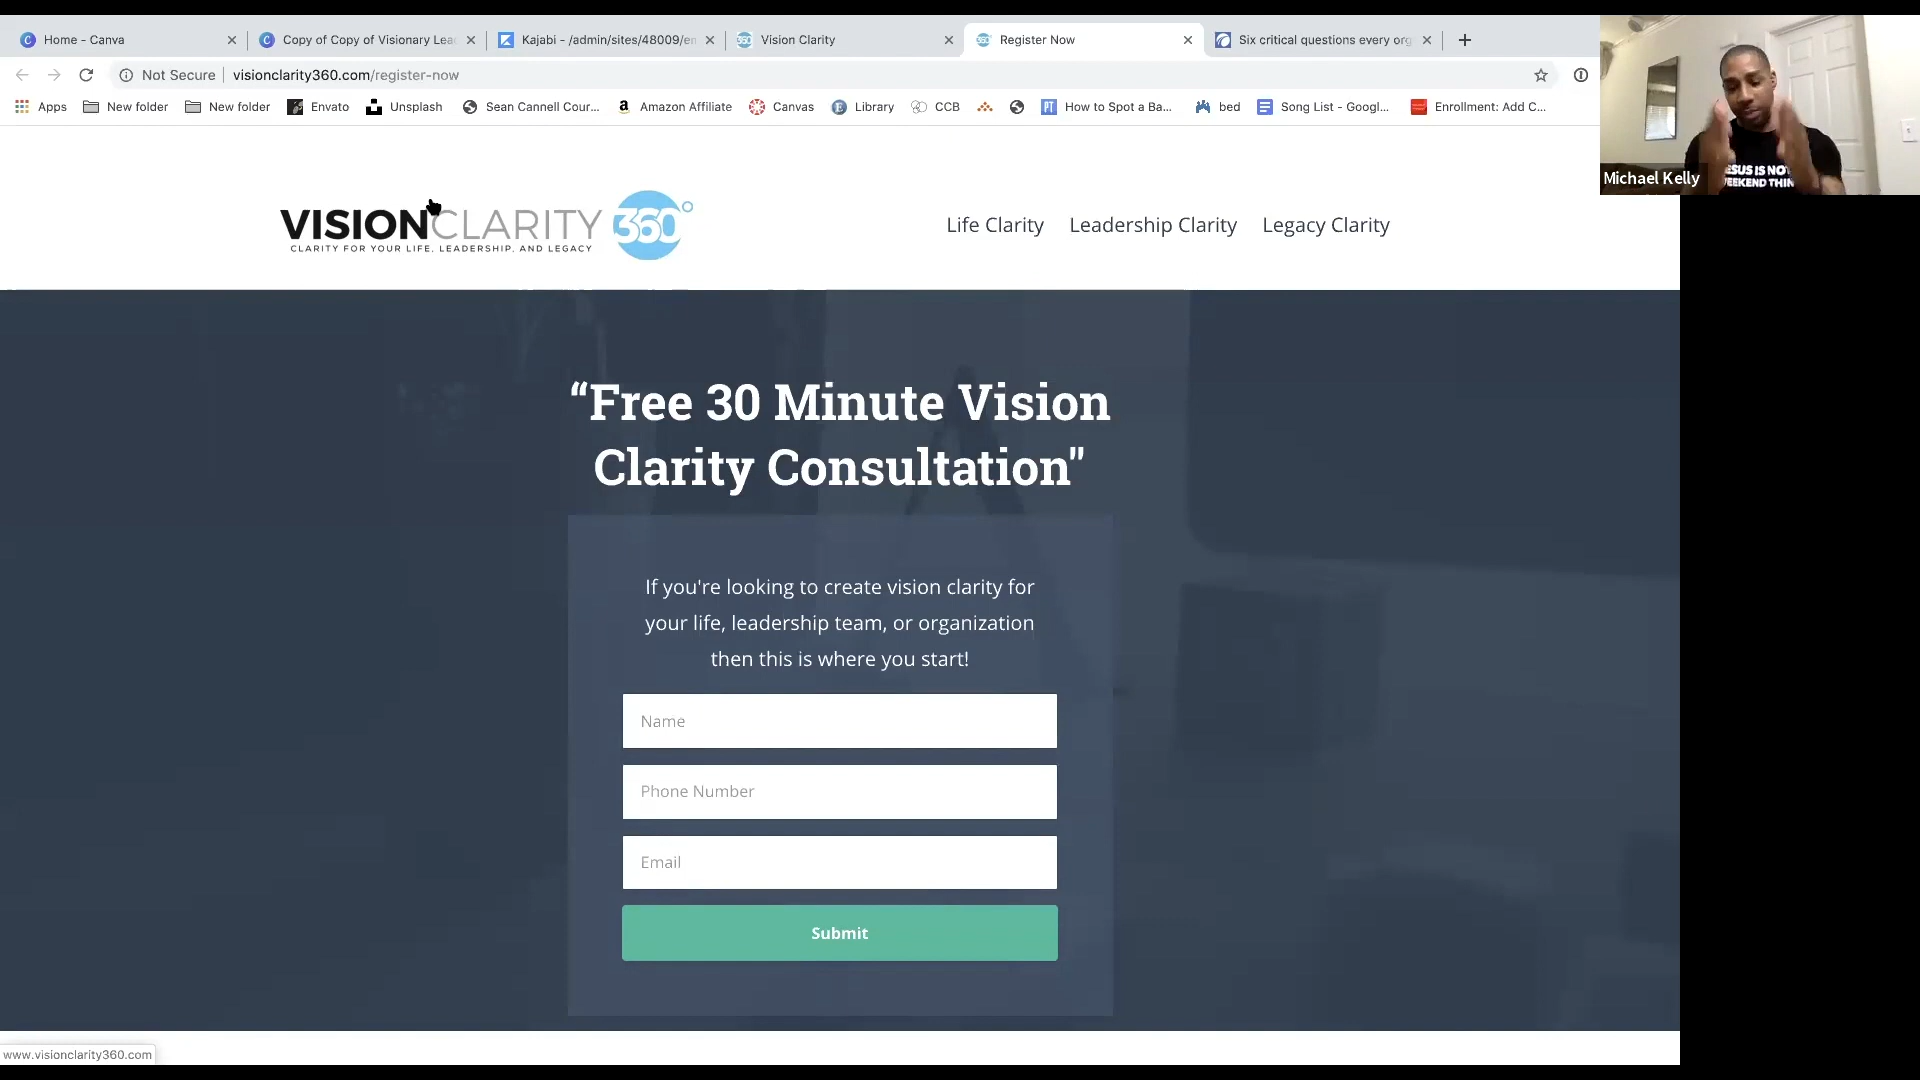 Home - Canva
Copy of Copy of Visionary Lea
Kajabi - /admin/sites/48009/em
Vision Clarity
Register Now
Six critical questions every org
Not Secure
visionclarity360.com/register-now
Apps
New folder
New folder
Envato
Unsplash
Sean Cannell Cour...
Amazon Affiliate
Canvas
Library
CCB
How to Spot a Ba...
bed
Song List - Googl...
Enrollment: Add C...
Michael Kelly
WEEKEND THIN
VISIONCLARITY 360°
CLARITY FOR YOUR LIFE, LEADERSHIP, AND LEGACY
Life Clarity
Leadership Clarity
Legacy Clarity
“Free 30 Minute Vision
Clarity Consultation"
If you're looking to create vision clarity for
your life, leadership team, or organization
then this is where you start!
Name
Phone Number
Email
Submit
www.visionclarity360.com